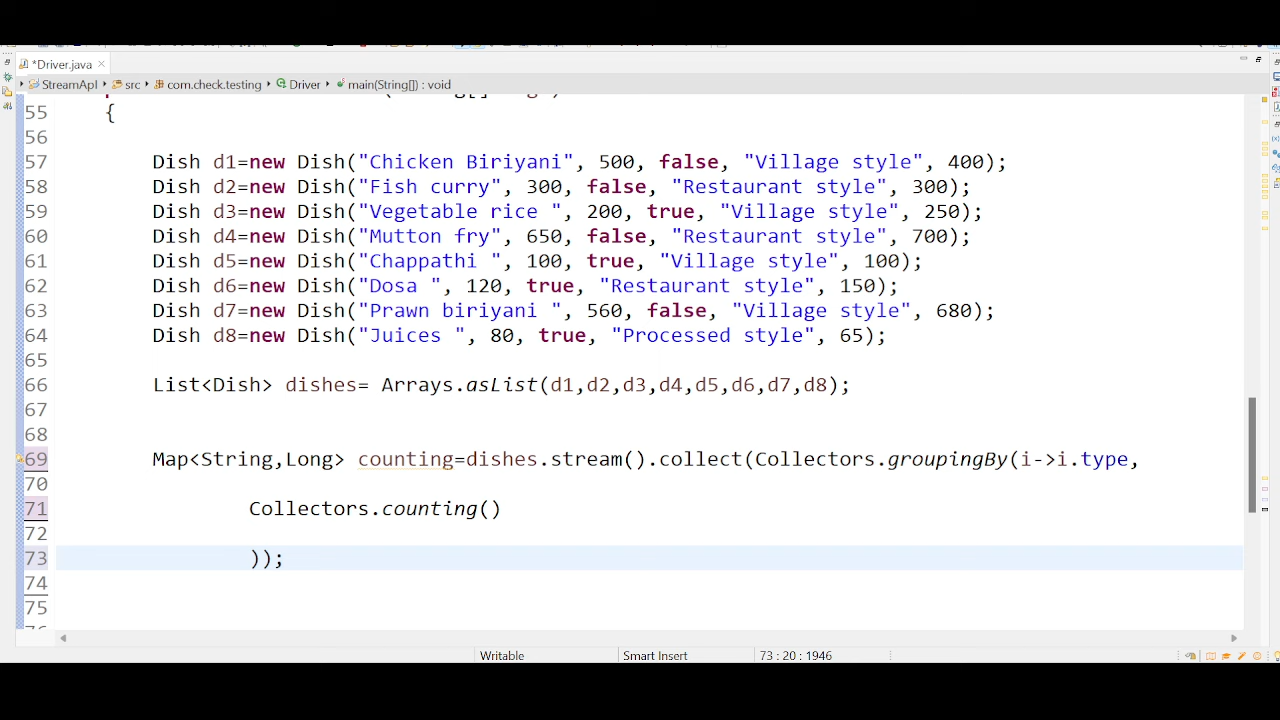 *Driver.java
StreamApI src com.check.testing Driver main(String[]) : void
55 {
56
57 Dish d1=new Dish("Chicken Biriyani", 500, false, "Village style", 400);
58 Dish d2=new Dish("Fish curry", 300, false, "Restaurant style", 300);
59 Dish d3=new Dish("Vegetable rice ", 200, true, "Village style", 250);
60 Dish d4=new Dish("Mutton fry", 650, false, "Restaurant style", 700);
61 Dish d5=new Dish("Chappathi ", 100, true, "Village style", 100);
62 Dish d6=new Dish("Dosa ", 120, true, "Restaurant style", 150);
63 Dish d7=new Dish("Prawn biriyani ", 560, false, "Village style", 680);
64 Dish d8=new Dish("Juices ", 80, true, "Processed style", 65);
65
66 List<Dish> dishes= Arrays.asList(d1,d2,d3,d4,d5,d6,d7,d8);
67
68
69 Map<String,Long> counting=dishes.stream().collect(Collectors.groupingBy(i->i.type,
70
71 Collectors.counting()
72
73 ));
74
75
Writable Smart Insert 73 : 20 : 1946